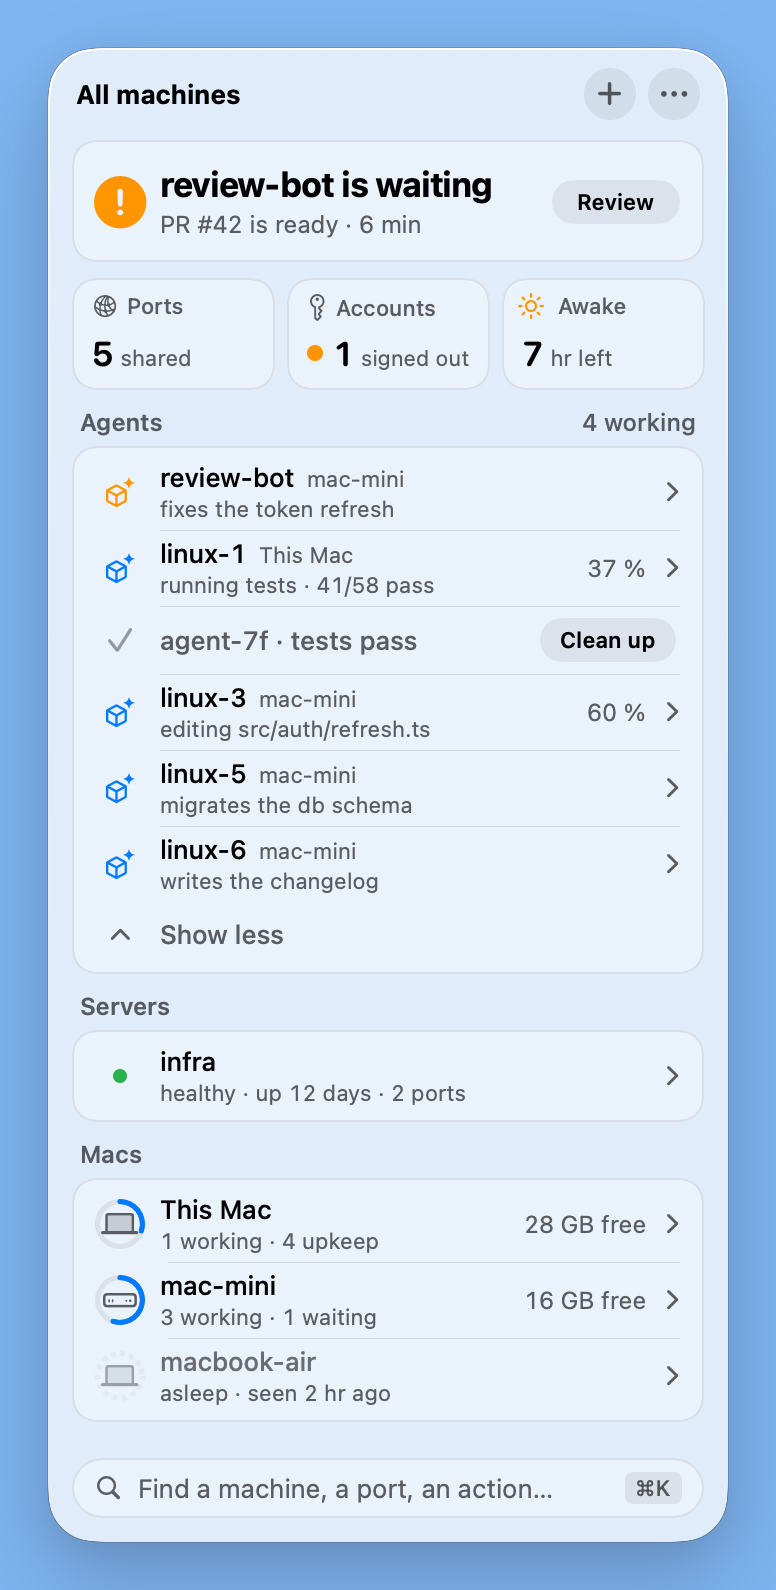 All machines
review-bot is waiting
PR #42 is ready · 6 min
Review
Ports
5 shared
Accounts
1 signed out
Awake
7 hr left
Agents
4 working
review-bot mac-mini
fixes the token refresh
linux-1 This Mac
running tests · 41/58 pass
37 %
agent-7f · tests pass
Clean up
linux-3 mac-mini
editing src/auth/refresh.ts
60 %
linux-5 mac-mini
migrates the db schema
linux-6 mac-mini
writes the changelog
Show less
Servers
infra
healthy · up 12 days · 2 ports
Macs
This Mac
1 working · 4 upkeep
28 GB free
mac-mini
3 working · 1 waiting
16 GB free
macbook-air
asleep · seen 2 hr ago
Find a machine, a port, an action...
⌘K